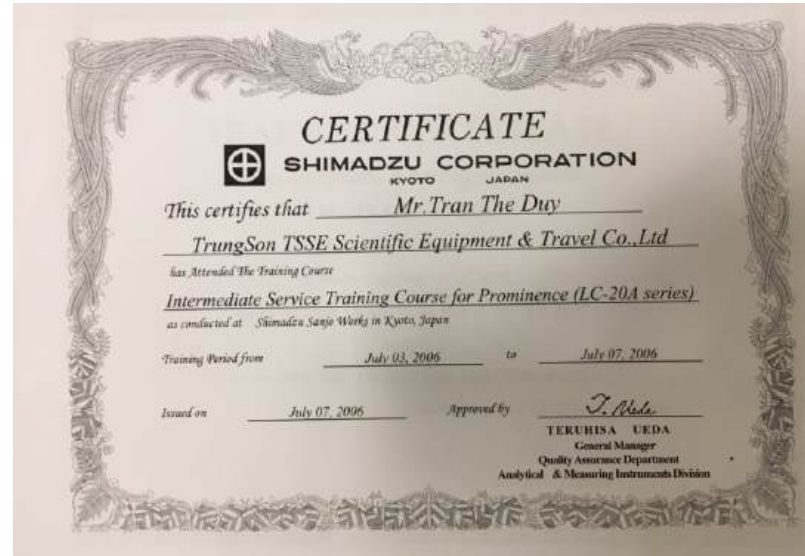 CERTIFICATE
SHIMADZU CORPORATION
KYOTO JAPAN
This certifies that Mr.Tran The Duy
TrungSon TSSE Scientific Equipment & Travel Co.,Ltd
has Attended The Training Course
Intermediate Service Training Course for Prominence (LC-20A series)
as conducted at Shimadzu Sanjo Works in Kyoto, Japan
Training Period from July 03, 2006 to July 07, 2006
Issued on July 07, 2006 Approved by T. Ueda
TERUHISA UEDA
General Manager
Quality Assurance Department
Analytical & Measuring Instruments Division